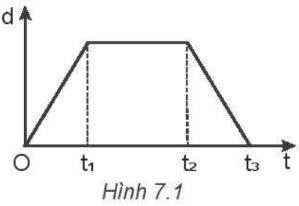 d
O t₁ t₂ t₃ t
Hình 7.1